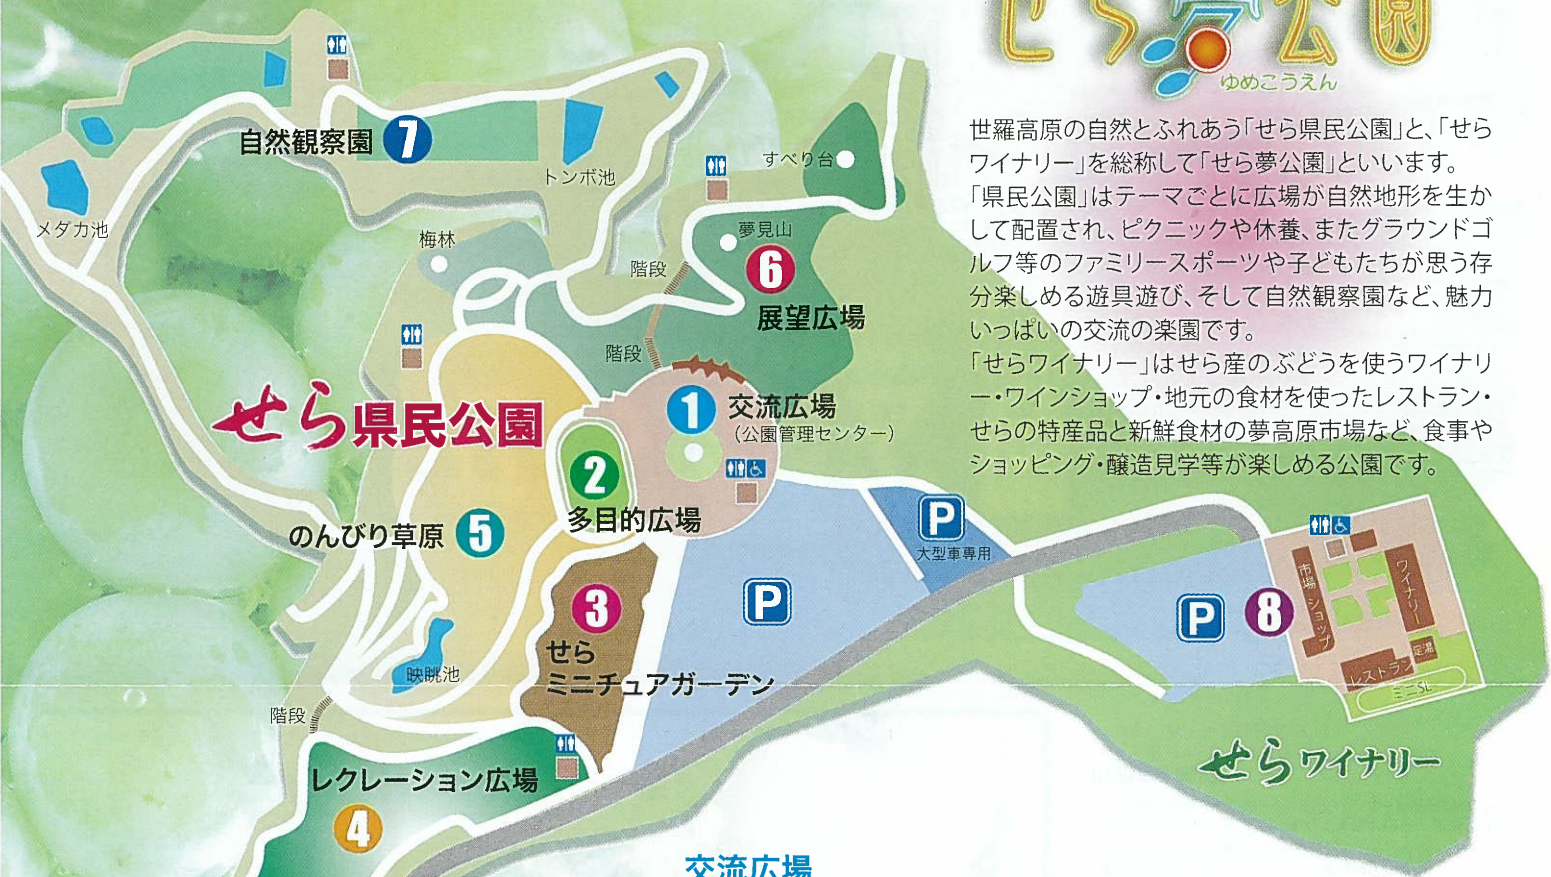 せら夢公園
ゆめこうえん
世羅高原の自然とふれあう「せら県民公園」と、「せら
ワイナリー」を総称して「せら夢公園」といいます。
「県民公園」はテーマごとに広場が自然地形を生か
して配置され、ピクニックや休養、またグラウンドゴ
ルフ等のファミリースポーツや子どもたちが思う存
分楽しめる遊具遊び、そして自然観察園など、魅力
いっぱいの交流の楽園です。
「せらワイナリー」はせら産のぶどうを使うワイナリ
ー・ワインショップ・地元の食材を使ったレストラン・
せらの特産品と新鮮食材の夢高原市場など、食事や
ショッピング・醸造見学等が楽しめる公園です。
自然観察園 7
トンボ池
メダカ池
すべり台
梅林
夢見山
6
展望広場
階段
階段
せら県民公園
1 交流広場
（公園管理センター）
2
多目的広場
のんびり草原 5
3
せら
ミニチュアガーデン
映眺池
階段
レクレーション広場
4
P
P
大型車専用
P 8
市場
ショップ
ワイナリー
足湯
レストラン
ミニSL
せらワイナリー
交流広場